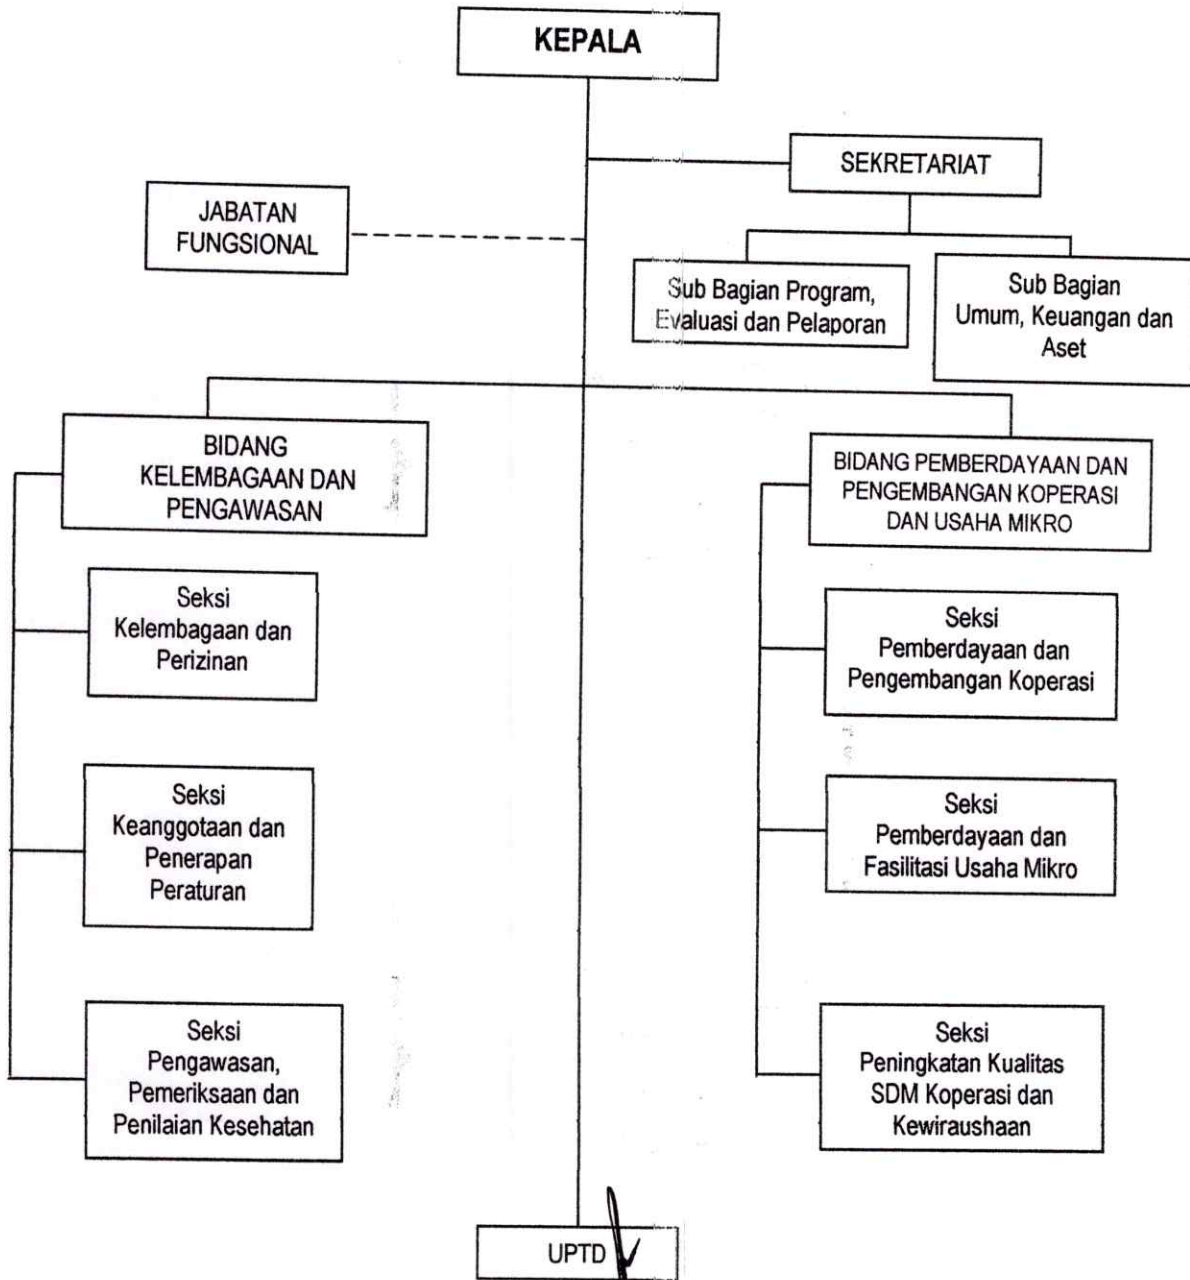 KEPALA
SEKRETARIAT
JABATAN
FUNGSIONAL
Sub Bagian Program,
Evaluasi dan Pelaporan
Sub Bagian
Umum, Keuangan dan
Aset
BIDANG
KELEMBAGAAN DAN
PENGAWASAN
Seksi
Kelembagaan dan
Perizinan
Seksi
Keanggotaan dan
Penerapan
Peraturan
Seksi
Pengawasan,
Pemeriksaan dan
Penilaian Kesehatan
BIDANG PEMBERDAYAAN DAN
PENGEMBANGAN KOPERASI
DAN USAHA MIKRO
Seksi
Pemberdayaan dan
Pengembangan Koperasi
Seksi
Pemberdayaan dan
Fasilitasi Usaha Mikro
Seksi
Peningkatan Kualitas
SDM Koperasi dan
Kewiraushaan
UPTD